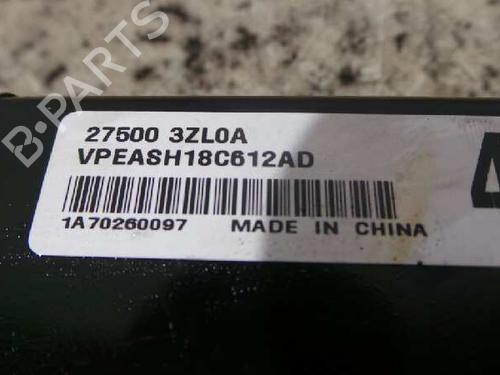 B-PARTS
27500 3ZL0A
VPEASH18C612AD
1A70260097 MADE IN CHINA